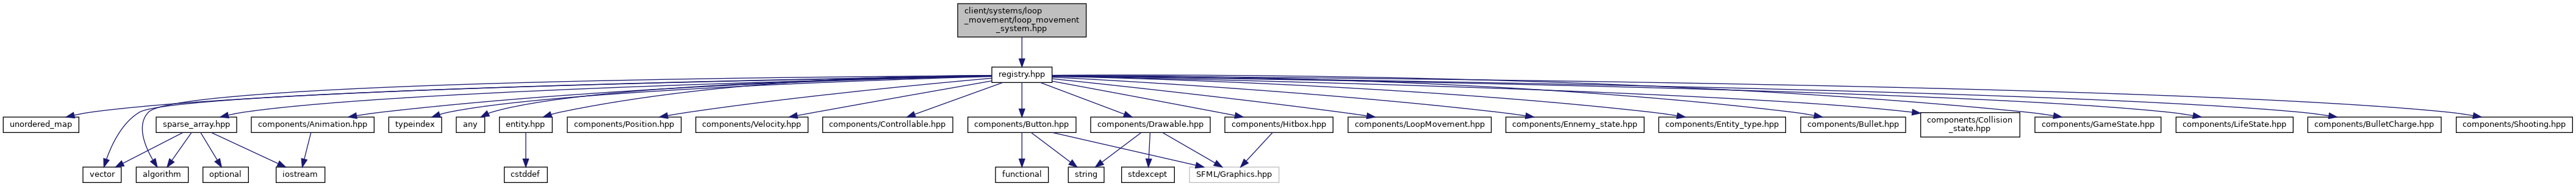 client/systems/loop
_movement/loop_movement
_system.hpp
registry.hpp
unordered_map
sparse_array.hpp
components/Animation.hpp
typeindex
any
entity.hpp
components/Position.hpp
components/Velocity.hpp
components/Controllable.hpp
components/Button.hpp
components/Drawable.hpp
components/Hitbox.hpp
components/LoopMovement.hpp
components/Ennemy_state.hpp
components/Entity_type.hpp
components/Bullet.hpp
components/Collision
_state.hpp
components/GameState.hpp
components/LifeState.hpp
components/BulletCharge.hpp
components/Shooting.hpp
vector
algorithm
optional
iostream
cstddef
functional
string
stdexcept
SFML/Graphics.hpp